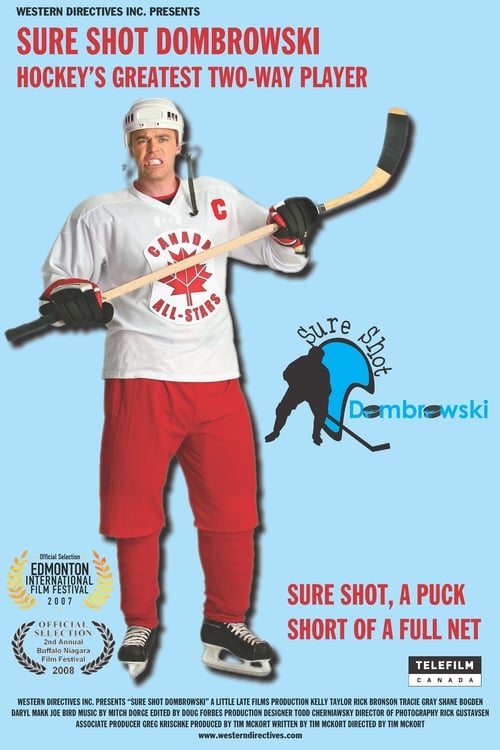 WESTERN DIRECTIVES INC. PRESENTS
SURE SHOT DOMBROWSKI
HOCKEY'S GREATEST TWO-WAY PLAYER
C
CANADA
ALL-STARS
Sure Shot
Dombrowski
Official Selection
EDMONTON
INTERNATIONAL
FILM FESTIVAL
2007
OFFICIAL
SELECTION
2nd Annual
Buffalo Niagara
Film Festival
2008
SURE SHOT, A PUCK
SHORT OF A FULL NET
TELEFILM
CANADA
WESTERN DIRECTIVES INC. PRESENTS "SURE SHOT DOMBROWSKI" A LITTLE LATE FILMS PRODUCTION KELLY TAYLOR RICK BRONSON TRACIE GRAY SHANE BOGDEN
DARYL MAKK JOE BIRD MUSIC BY MITCH DORGE EDITED BY DOUG FORBES PRODUCTION DESIGNER TODD CHERNIAWSKY DIRECTOR OF PHOTOGRAPHY RICK GUSTAVSEN
ASSOCIATE PRODUCER GREG KRISCHKE PRODUCED BY TIM MCKORT WRITTEN BY TIM MCKORT DIRECTED BY TIM MCKORT
www.westerndirectives.com